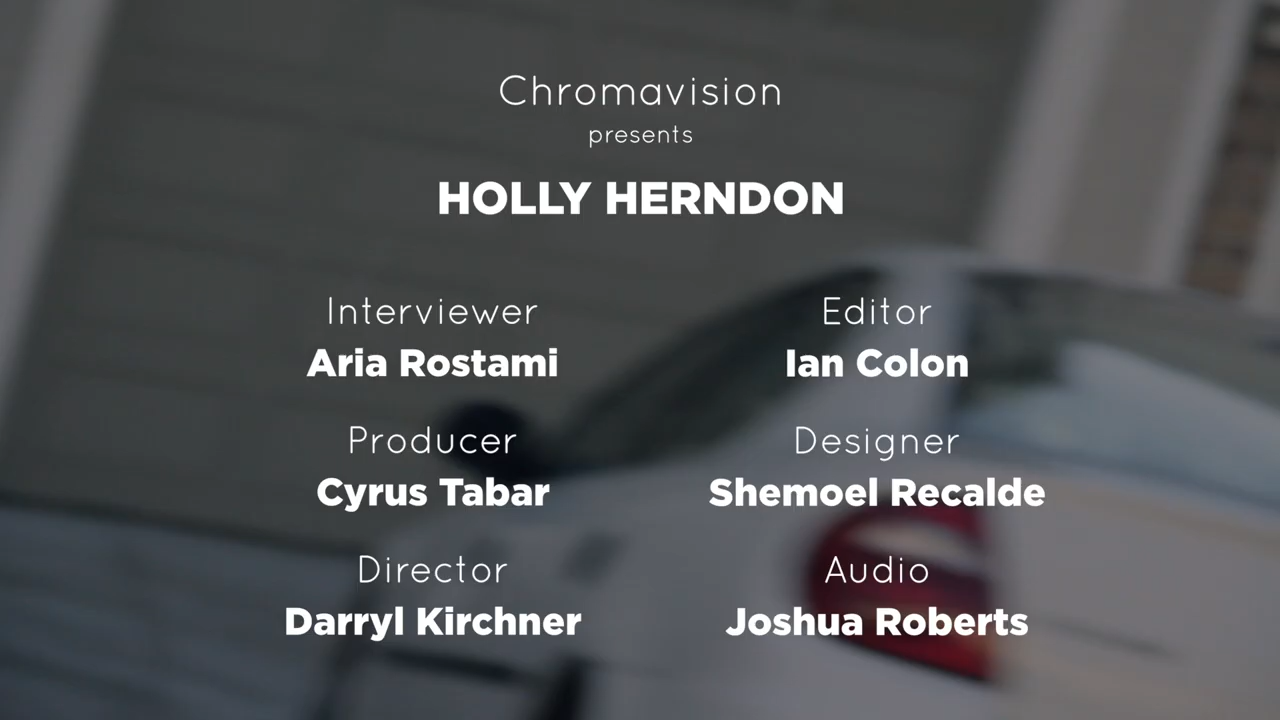 Chromavision
presents
HOLLY HERNDON
Interviewer
Aria Rostami
Producer
Cyrus Tabar
Director
Darryl Kirchner
Editor
Ian Colon
Designer
Shemoel Recalde
Audio
Joshua Roberts